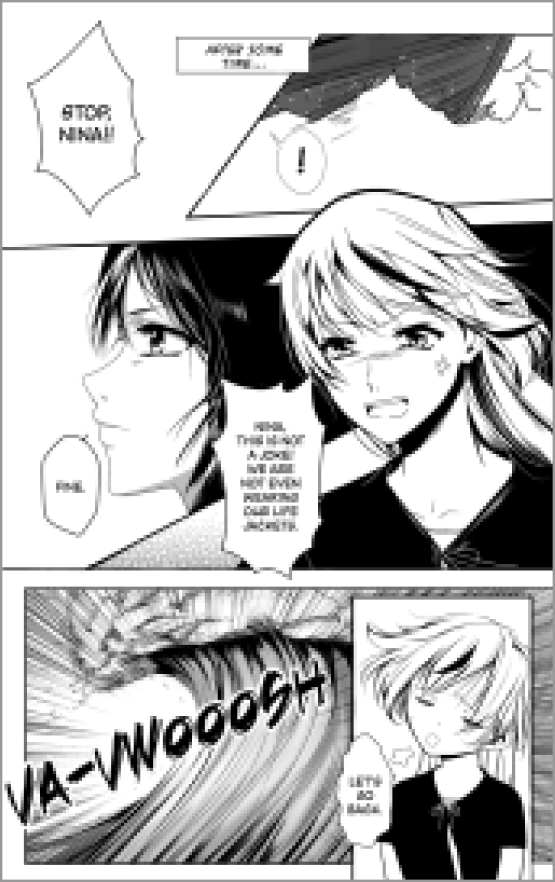 AFTER SOME
TIME...
STOP,
NINA!!
!
NINA,
THIS IS NOT
A JOKE!
WE ARE
NOT EVEN
WEARING
OUR LIFE
JACKETS.
FINE.
VA-VWOOOSH
LET'S
GO
BACK.